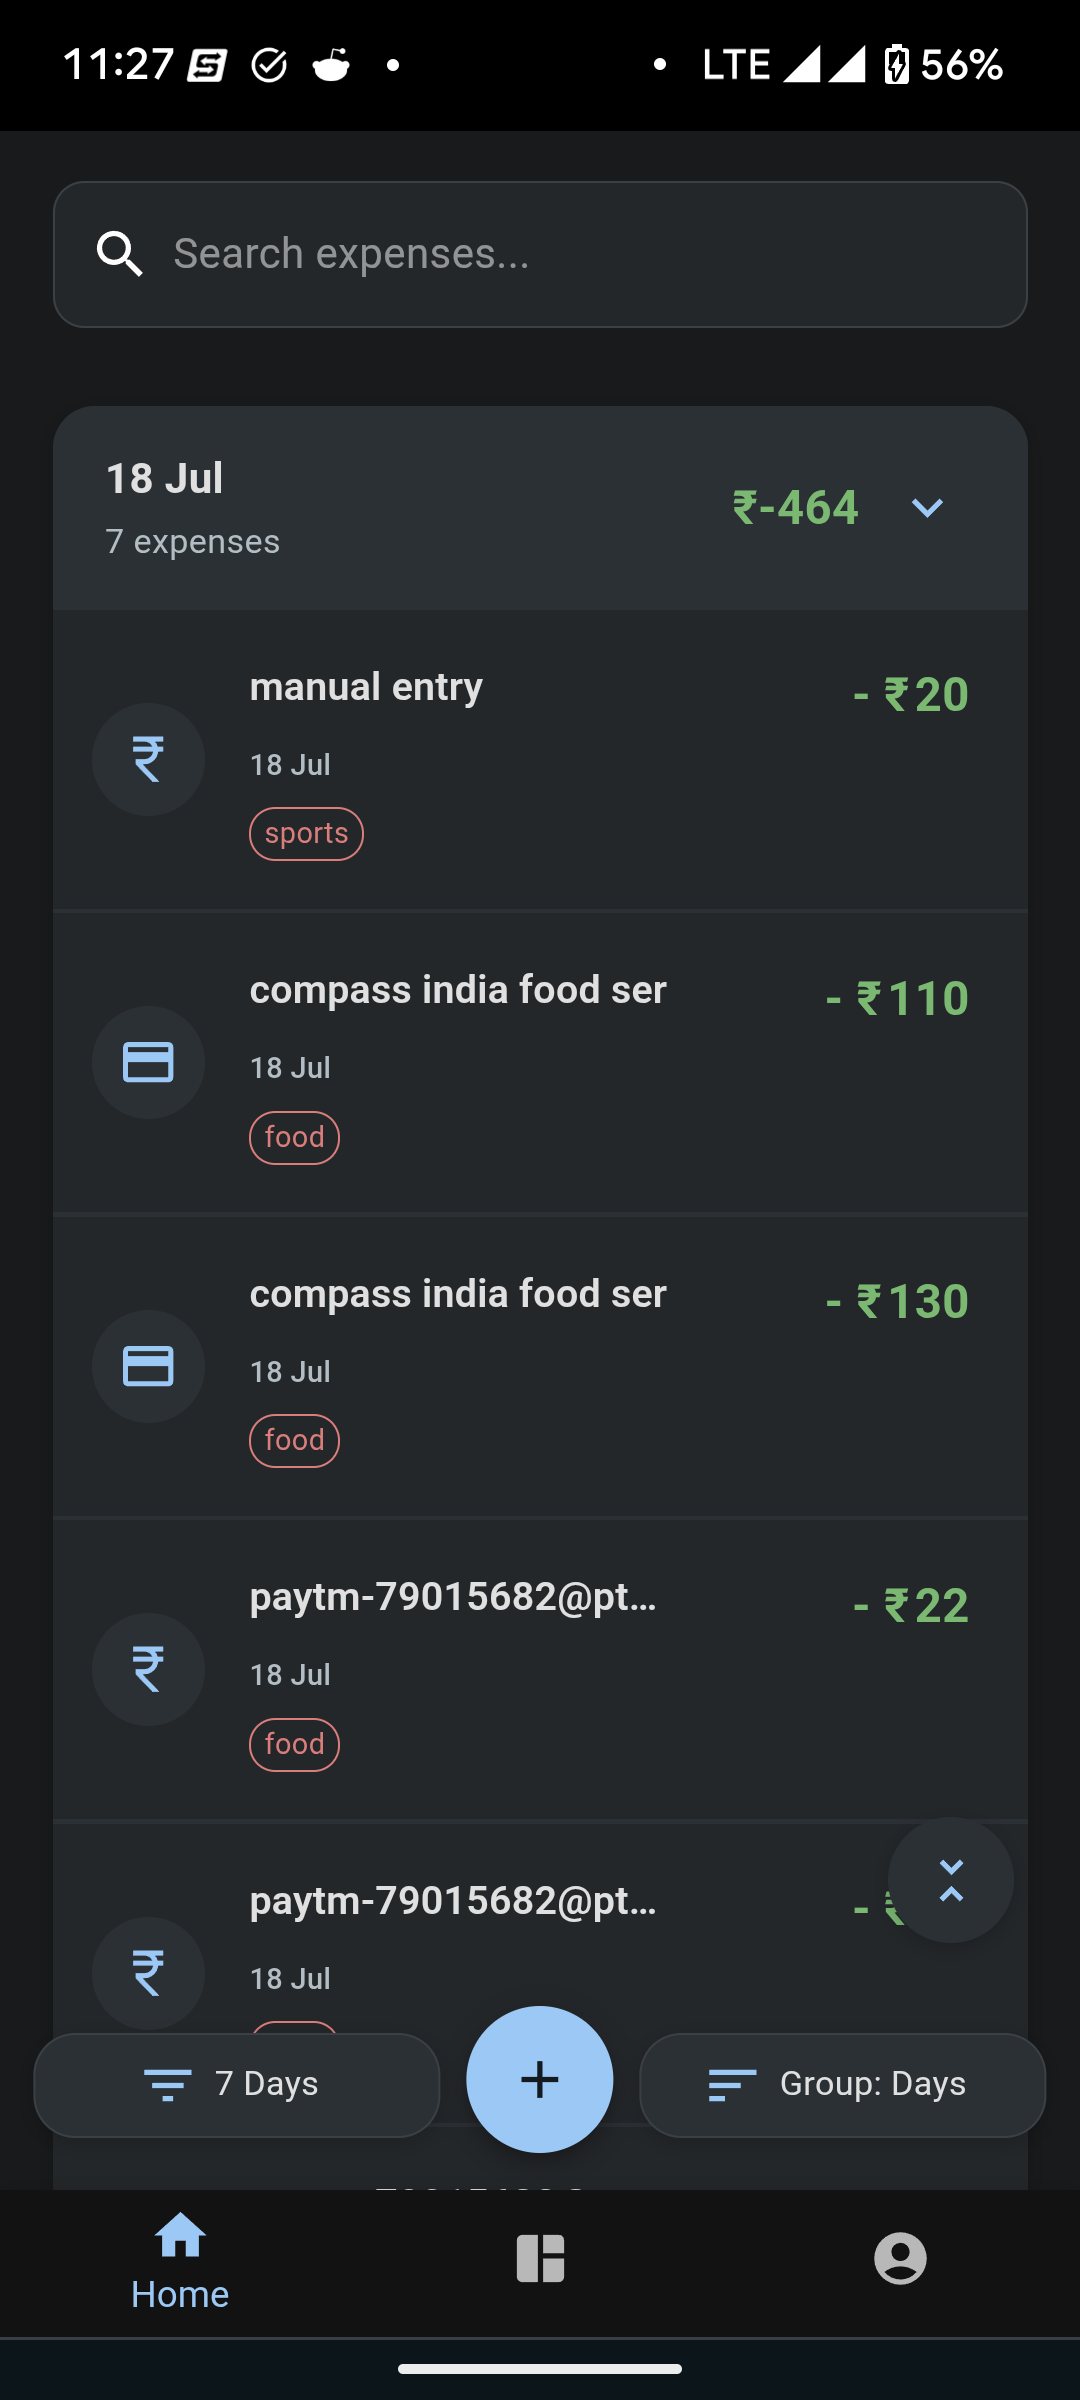 11:27
LTE 56%
Search expenses...
18 Jul
7 expenses
₹-464
manual entry
- ₹20
18 Jul
sports
compass india food ser
- ₹110
18 Jul
food
compass india food ser
- ₹130
18 Jul
food
paytm-79015682@pt...
- ₹22
18 Jul
food
paytm-79015682@pt...
- ₹
18 Jul
7 Days
Group: Days
Home